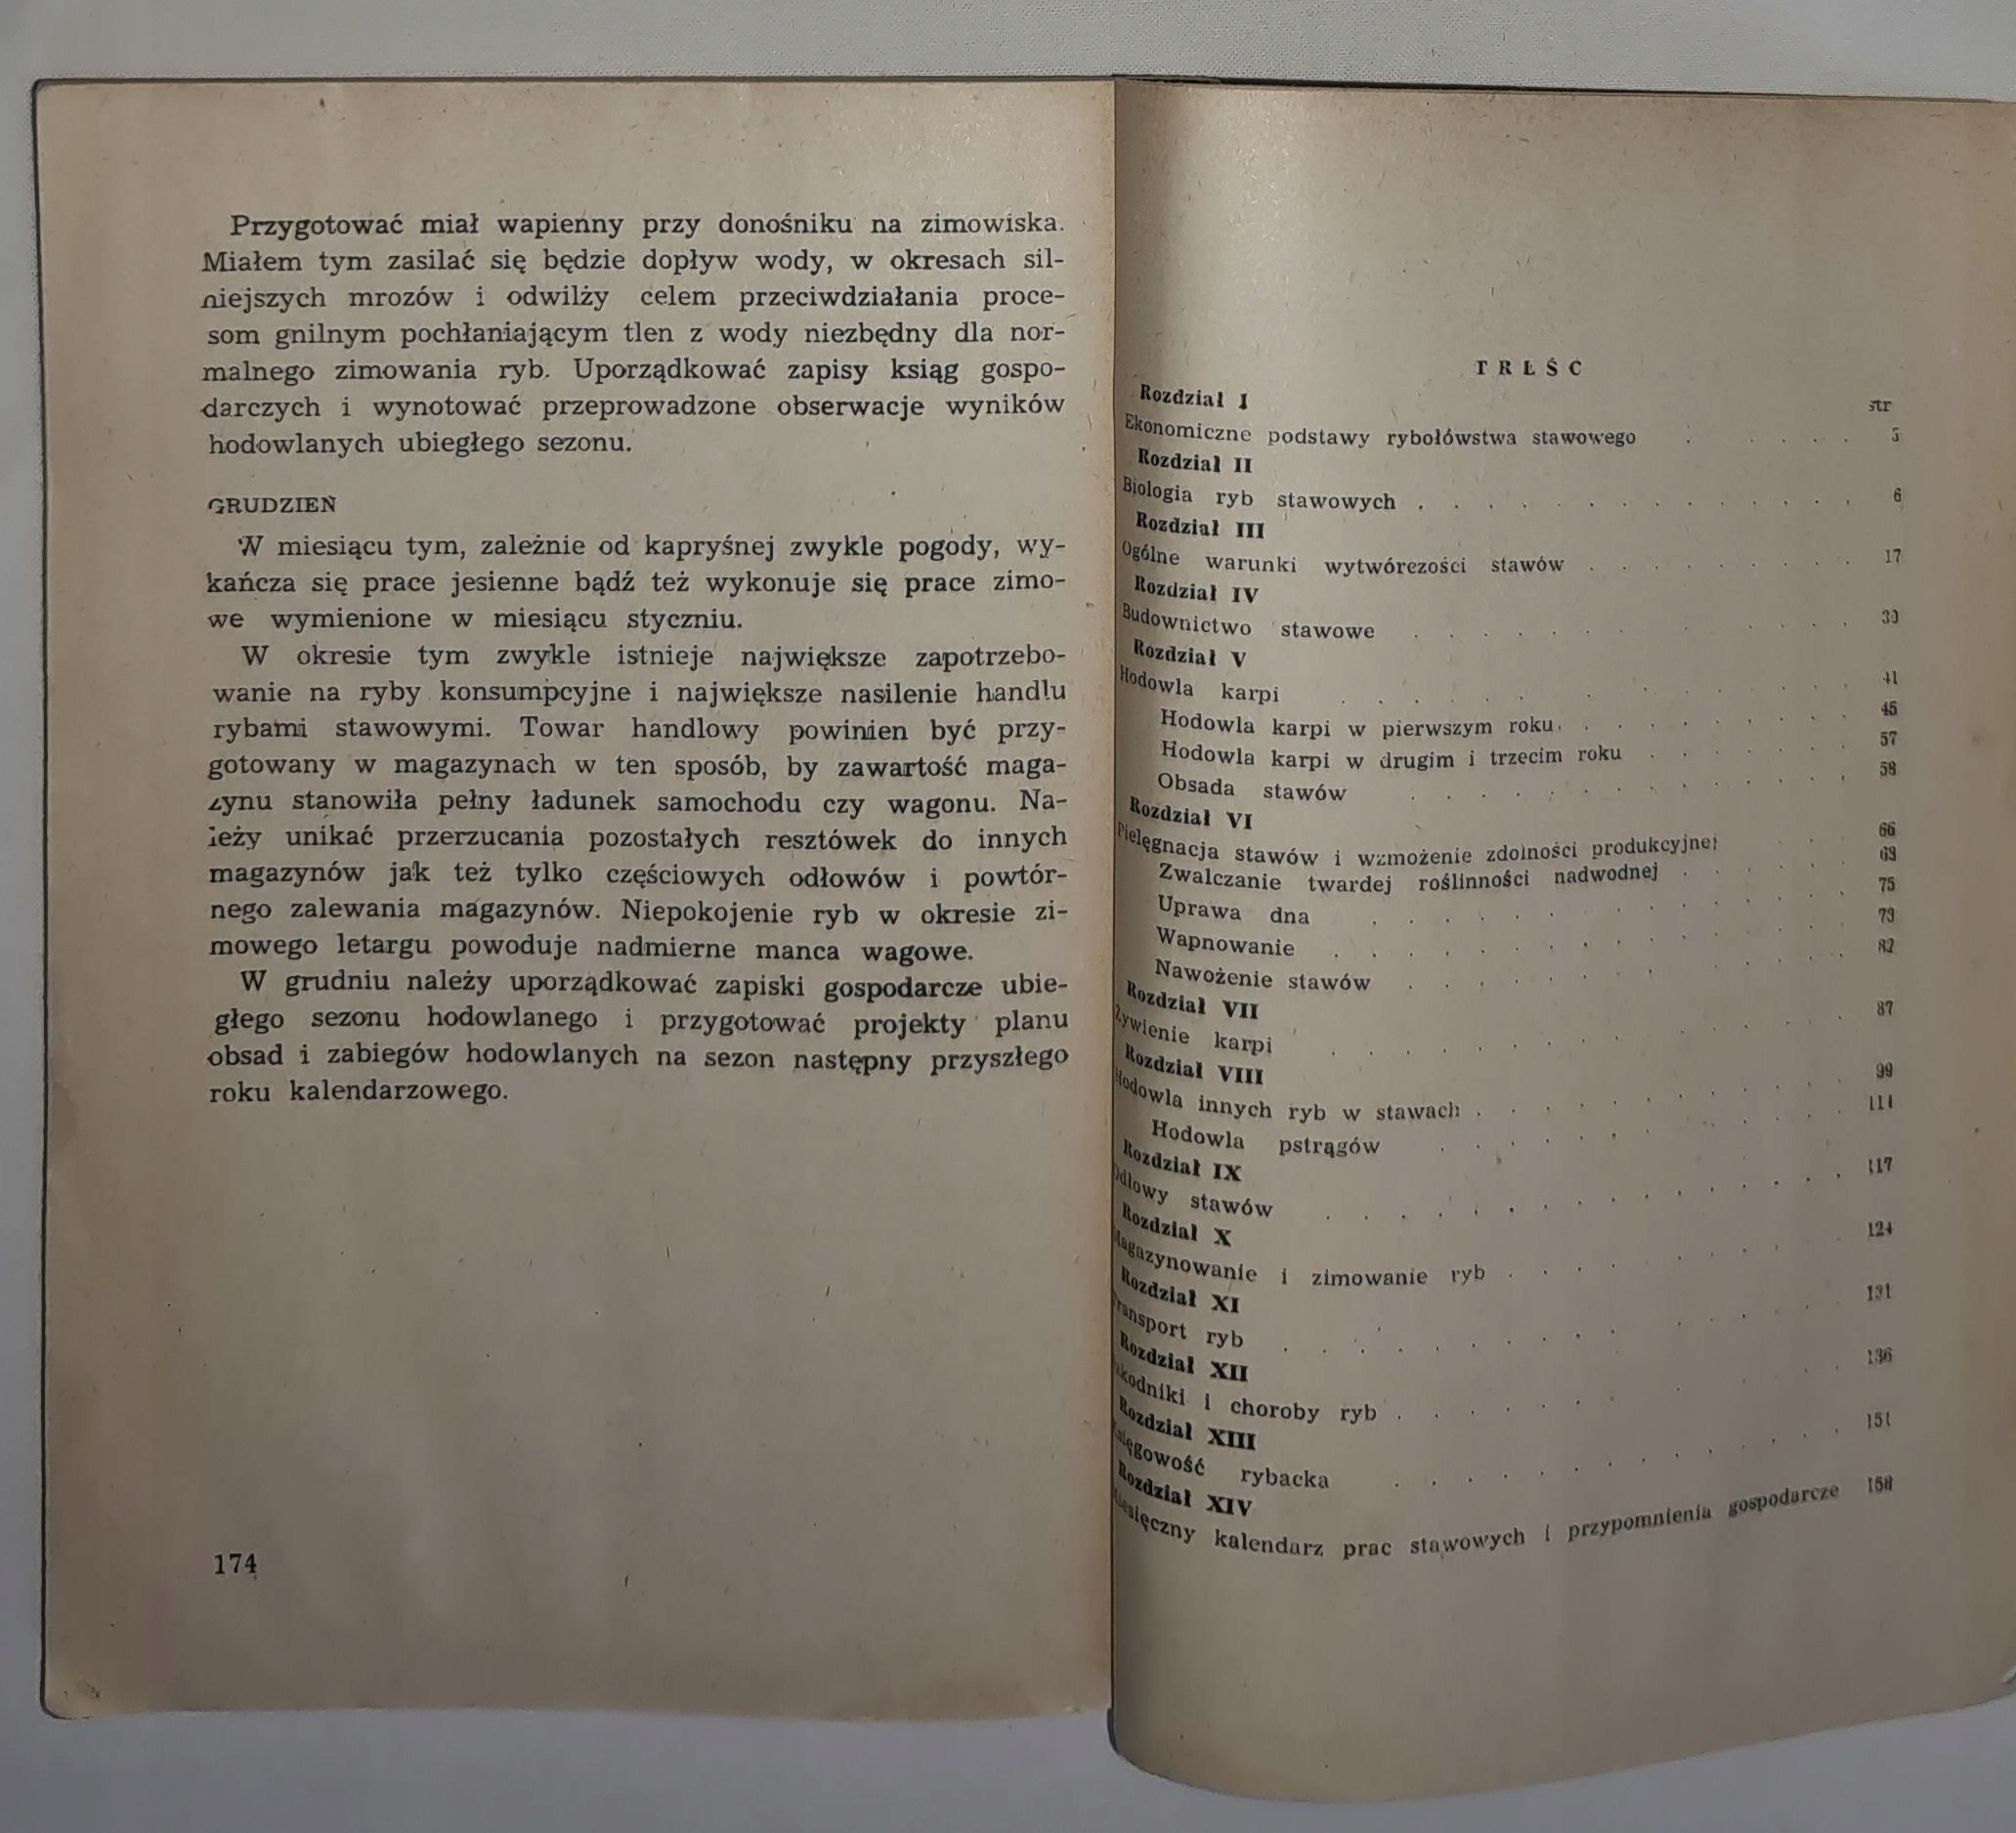 Przygotować miał wapienny przy donośniku na zimowiska.
Miałem tym zasilać się będzie dopływ wody, w okresach sil-
niejszych mrozów i odwilży celem przeciwdziałania proce-
som gnilnym pochłaniającym tlen z wody niezbędny dla nor-
malnego zimowania ryb. Uporządkować zapisy ksiąg gospo-
darczych i wynotować przeprowadzone obserwacje wyników
hodowlanych ubiegłego sezonu.
GRUDZIEŃ
W miesiącu tym, zależnie od kapryśnej zwykle pogody, wy-
kańcza się prace jesienne bądź też wykonuje się prace zimo-
we wymienione w miesiącu styczniu.
W okresie tym zwykle istnieje największe zapotrzebo-
wanie na ryby konsumpcyjne i największe nasilenie handlu
rybami stawowymi. Towar handlowy powinien być przy-
gotowany w magazynach w ten sposób, by zawartość maga-
zynu stanowiła pełny ładunek samochodu czy wagonu. Na-
leży unikać przerzucania pozostałych resztówek do innych
magazynów jak też tylko częściowych odłowów i powtór-
nego zalewania magazynów. Niepokojenie ryb w okresie zi-
mowego letargu powoduje nadmierne manca wagowe.
W grudniu należy uporządkować zapiski gospodarcze ubie-
głego sezonu hodowlanego i przygotować projekty planu
obsad i zabiegów hodowlanych na sezon następny przyszłego
roku kalendarzowego.
174
TREŚĆ
str
Rozdział I
Ekonomiczne podstawy rybołówstwa stawowego . . . . .
Rozdział II
Biologia ryb stawowych . . . . . . . . . . . . 6
Rozdział III
Ogólne warunki wytwórczości stawów . . . . . . . . 17
Rozdział IV
Budownictwo stawowe . . . . . . . . . . . 30
Rozdział V
Hodowla karpi . . . . . . . . . . . 41
Hodowla karpi w pierwszym roku . . . . . . . . 45
Hodowla karpi w drugim i trzecim roku . . . . . . 57
Obsada stawów . . . . . . . . . . . 58
Rozdział VI
Pielęgnacja stawów i wzmożenie zdolności produkcyjnej . . 66
Zwalczanie twardej roślinności nadwodnej . . . . . 69
Uprawa dna . . . . . . . . . . . 75
Wapnowanie . . . . . . . . . . . . 79
Nawożenie stawów . . . . . . . . . . 82
Rozdział VII
Żywienie karpi . . . . . . . . . . . 87
Rozdział VIII
Hodowla innych ryb w stawach . . . . . . . . . 99
Hodowla pstrągów . . . . . . . . . . 111
Rozdział IX
Odłowy stawów . . . . . . . . . . . . 117
Rozdział X
Magazynowanie i zimowanie ryb . . . . . . . . 124
Rozdział XI
Transport ryb . . . . . . . . . . . . 131
Rozdział XII
Szkodniki i choroby ryb . . . . . . . . 136
Rozdział XIII
Księgowość rybacka . . . . . . . . . . . 151
Rozdział XIV
Miesięczny kalendarz prac stawowych i przypomnienia gospodarcze 158